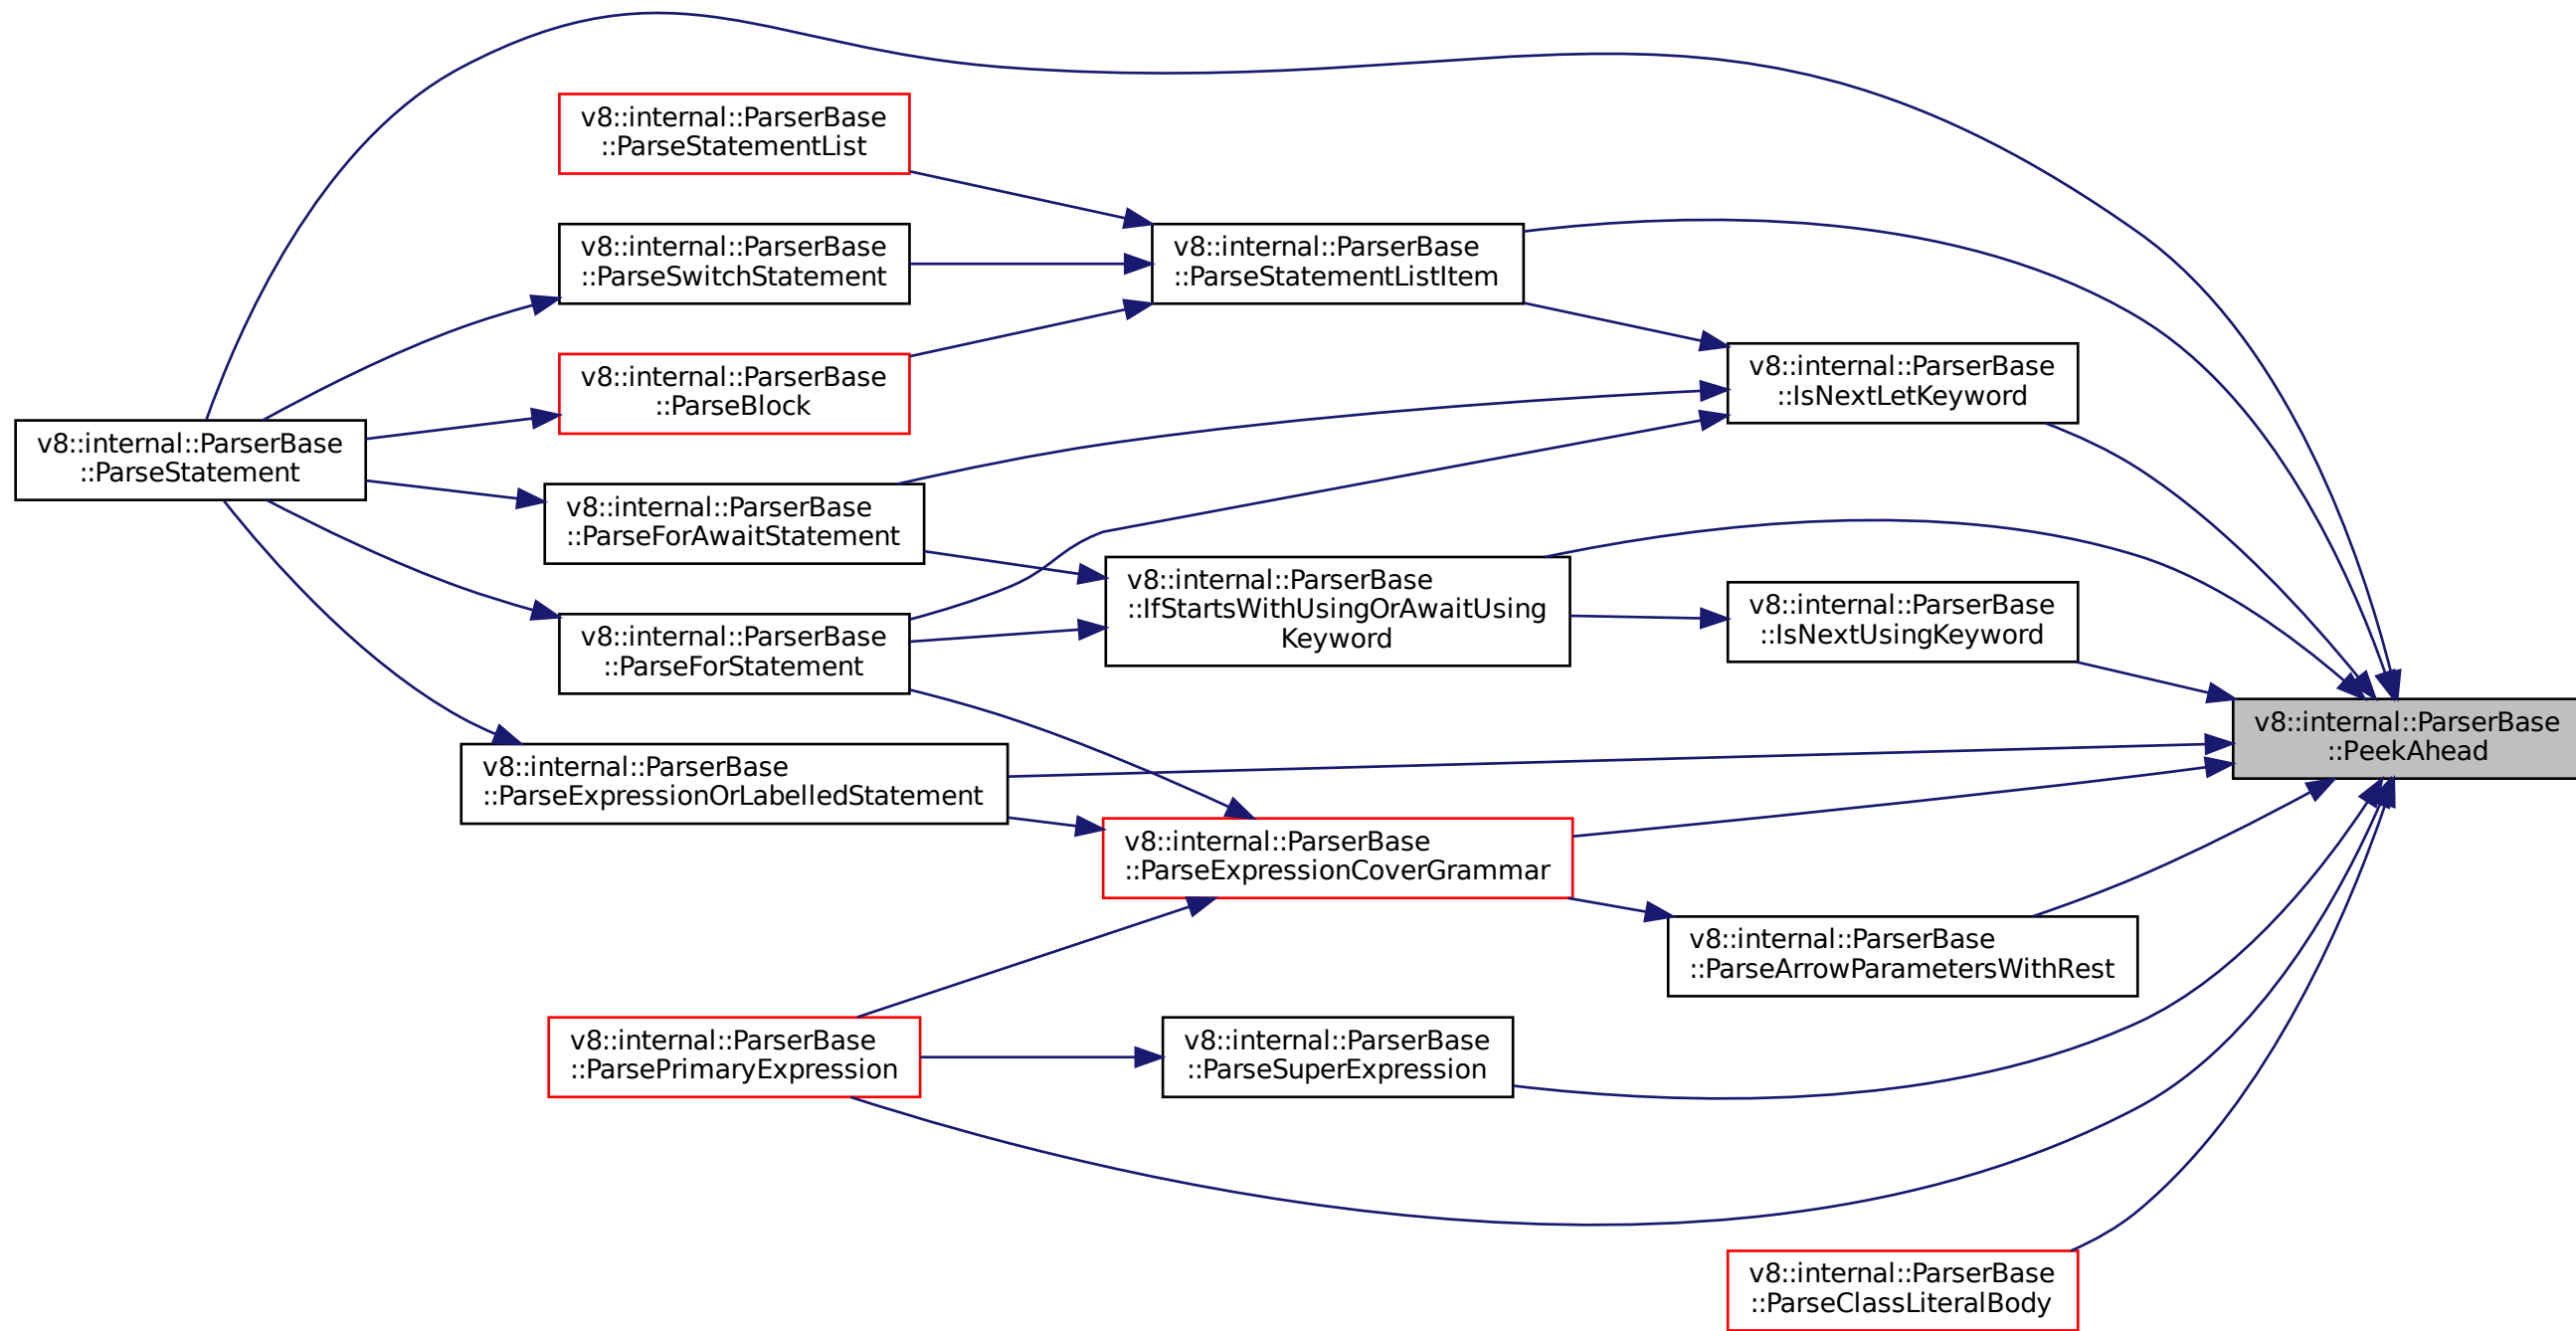 v8::internal::ParserBase
::ParseStatementList
v8::internal::ParserBase
::ParseSwitchStatement
v8::internal::ParserBase
::ParseStatementListItem
v8::internal::ParserBase
::ParseBlock
v8::internal::ParserBase
::IsNextLetKeyword
v8::internal::ParserBase
::ParseStatement
v8::internal::ParserBase
::ParseForAwaitStatement
v8::internal::ParserBase
::IfStartsWithUsingOrAwaitUsing
Keyword
v8::internal::ParserBase
::IsNextUsingKeyword
v8::internal::ParserBase
::ParseForStatement
v8::internal::ParserBase
::PeekAhead
v8::internal::ParserBase
::ParseExpressionOrLabelledStatement
v8::internal::ParserBase
::ParseExpressionCoverGrammar
v8::internal::ParserBase
::ParseArrowParametersWithRest
v8::internal::ParserBase
::ParsePrimaryExpression
v8::internal::ParserBase
::ParseSuperExpression
v8::internal::ParserBase
::ParseClassLiteralBody